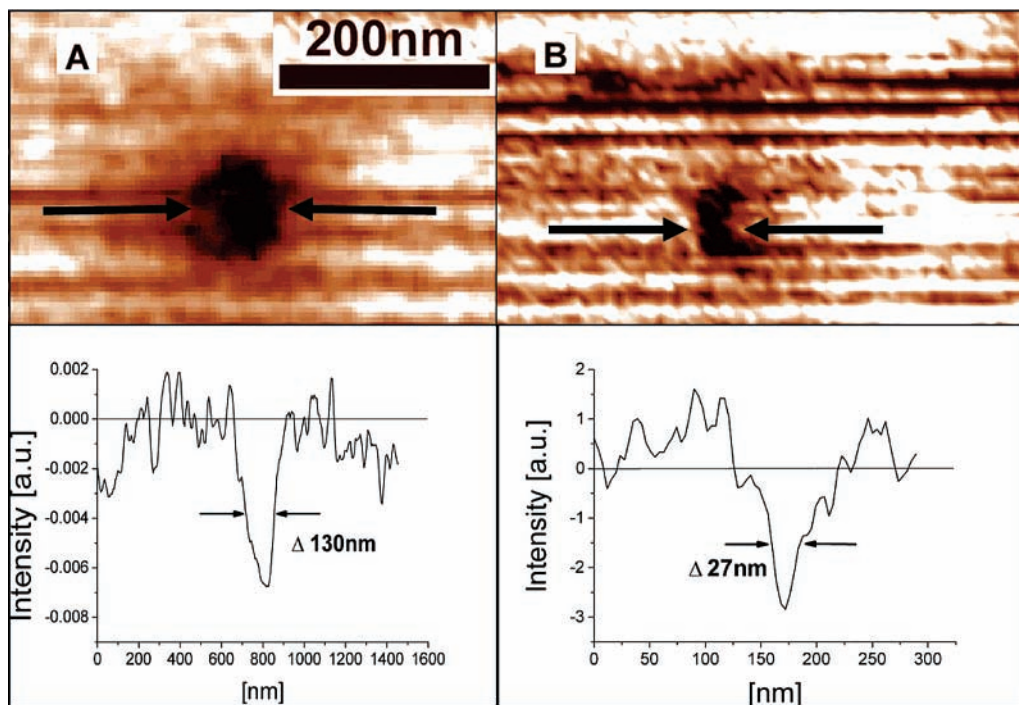 A
200nm
B
0.002
0.000
-0.002
-0.004
-0.006
-0.008
Intensity [a.u.]
Δ 130nm
0 200 400 600 800 1000 1200 1400 1600
[nm]
2
1
0
-1
-2
-3
Intensity [a.u.]
Δ 27nm
0 50 100 150 200 250 300
[nm]